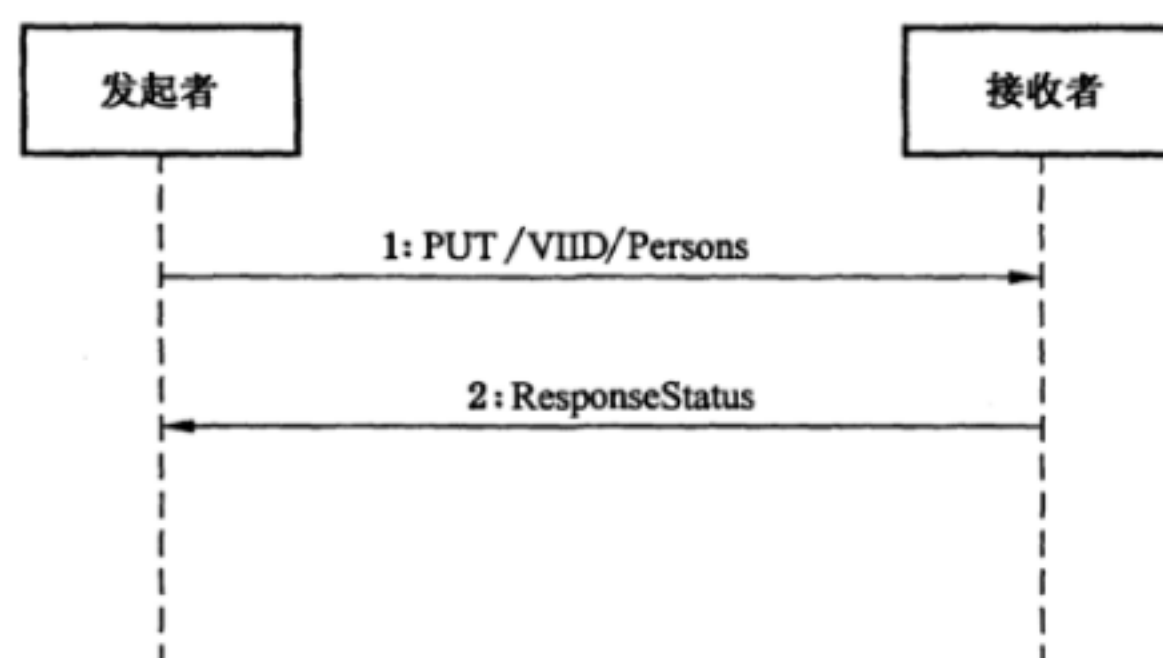 发起者
接收者
1: PUT /VIID/Persons
2: ResponseStatus